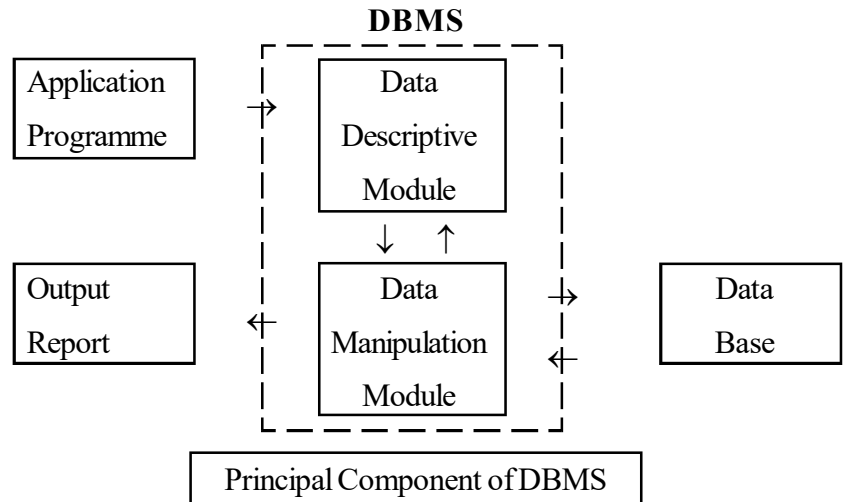 DBMS
Application
Programme
Data
Descriptive
Module
Output
Report
Data
Manipulation
Module
Data
Base
Principal Component of DBMS